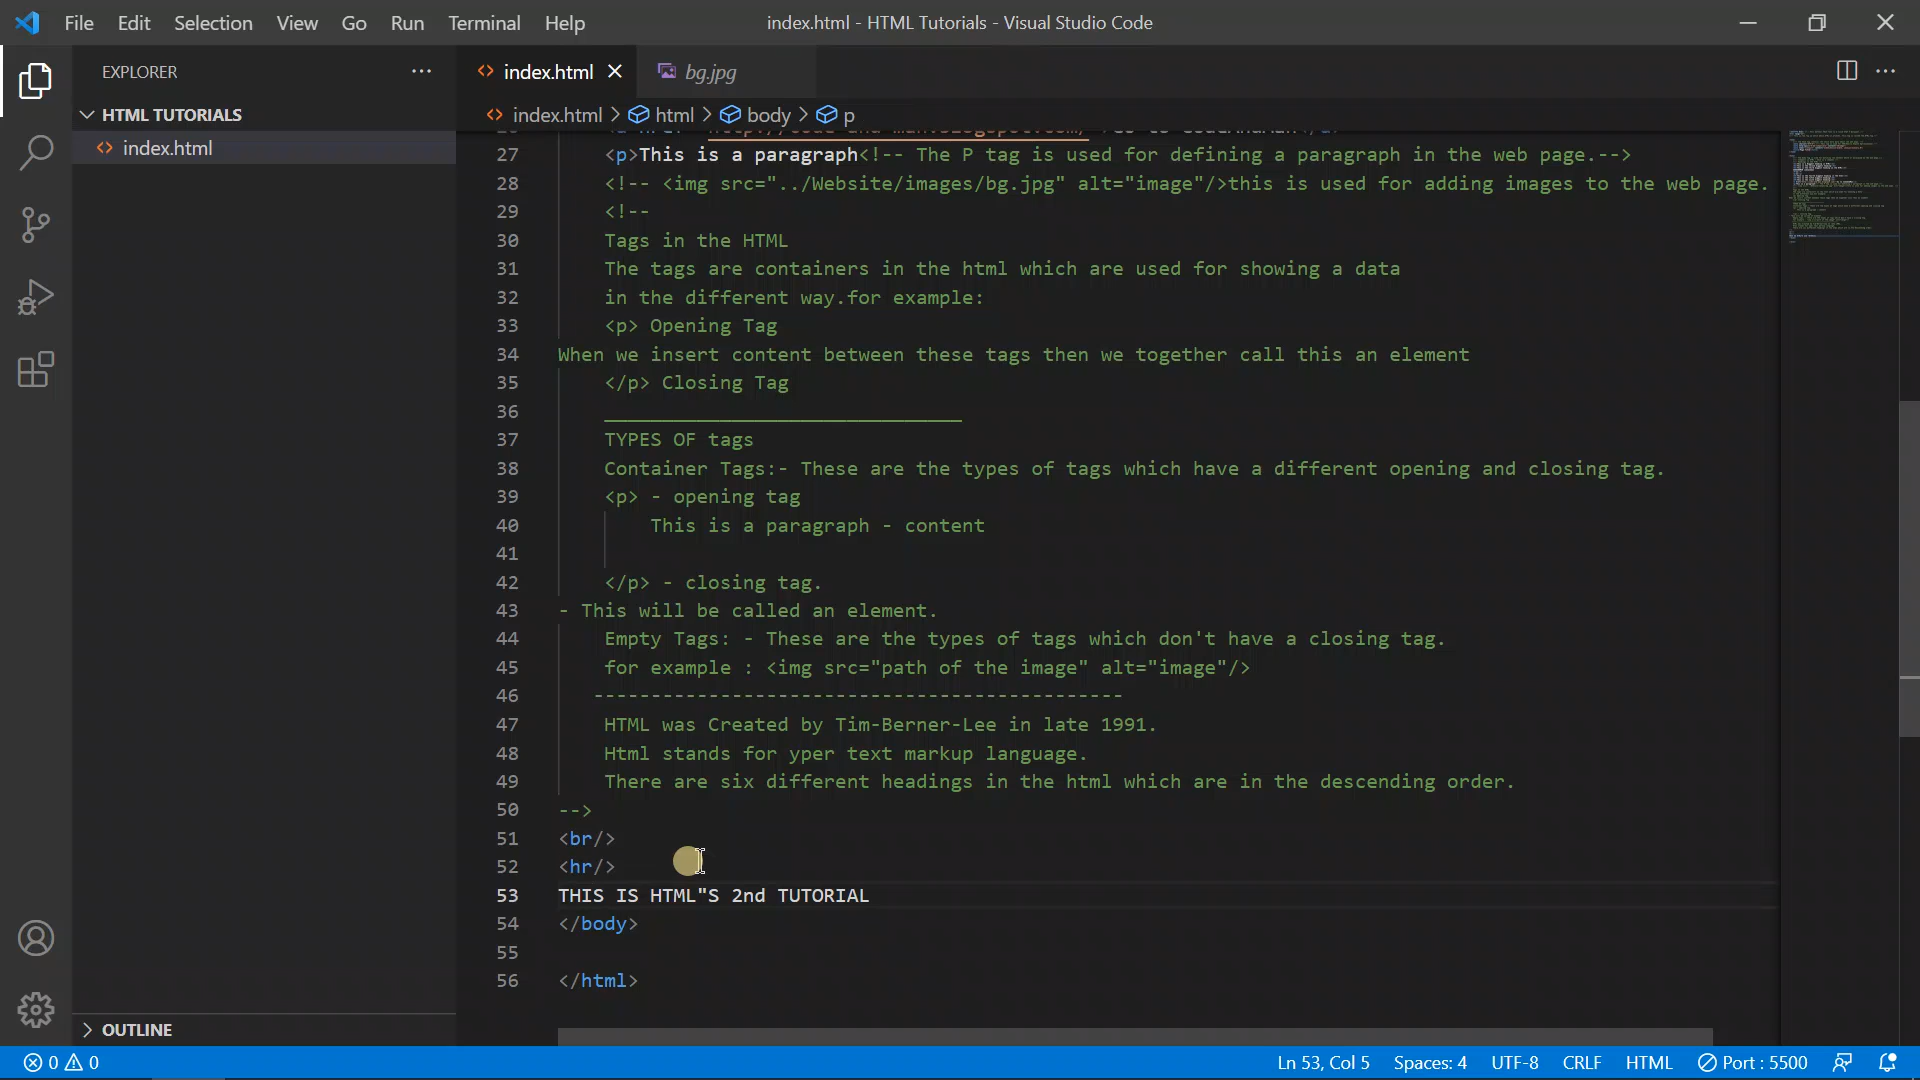 File Edit Selection View Go Run Terminal Help
index.html - HTML Tutorials - Visual Studio Code
EXPLORER
HTML TUTORIALS
index.html
index.html
bg.jpg
index.html > html > body > p
27 <p>This is a paragraph<!-- The P tag is used for defining a paragraph in the web page.-->
28 <!-- <img src="../Website/images/bg.jpg" alt="image"/>this is used for adding images to the web page.
29 <!--
30 Tags in the HTML
31 The tags are containers in the html which are used for showing a data
32 in the different way.for example:
33 <p> Opening Tag
34 When we insert content between these tags then we together call this an element
35 </p> Closing Tag
36 _______________________________
37 TYPES OF tags
38 Container Tags:- These are the types of tags which have a different opening and closing tag.
39 <p> - opening tag
40 This is a paragraph - content
41
42 </p> - closing tag.
43 - This will be called an element.
44 Empty Tags: - These are the types of tags which don't have a closing tag.
45 for example : <img src="path of the image" alt="image"/>
46 ----------------------------------------------
47 HTML was Created by Tim-Berner-Lee in late 1991.
48 Html stands for yper text markup language.
49 There are six different headings in the html which are in the descending order.
50 -->
51 <br/>
52 <hr/>
53 THIS IS HTML"S 2nd TUTORIAL
54 </body>
55
56 </html>
OUTLINE
0 0
Ln 53, Col 5 Spaces: 4 UTF-8 CRLF HTML Port : 5500